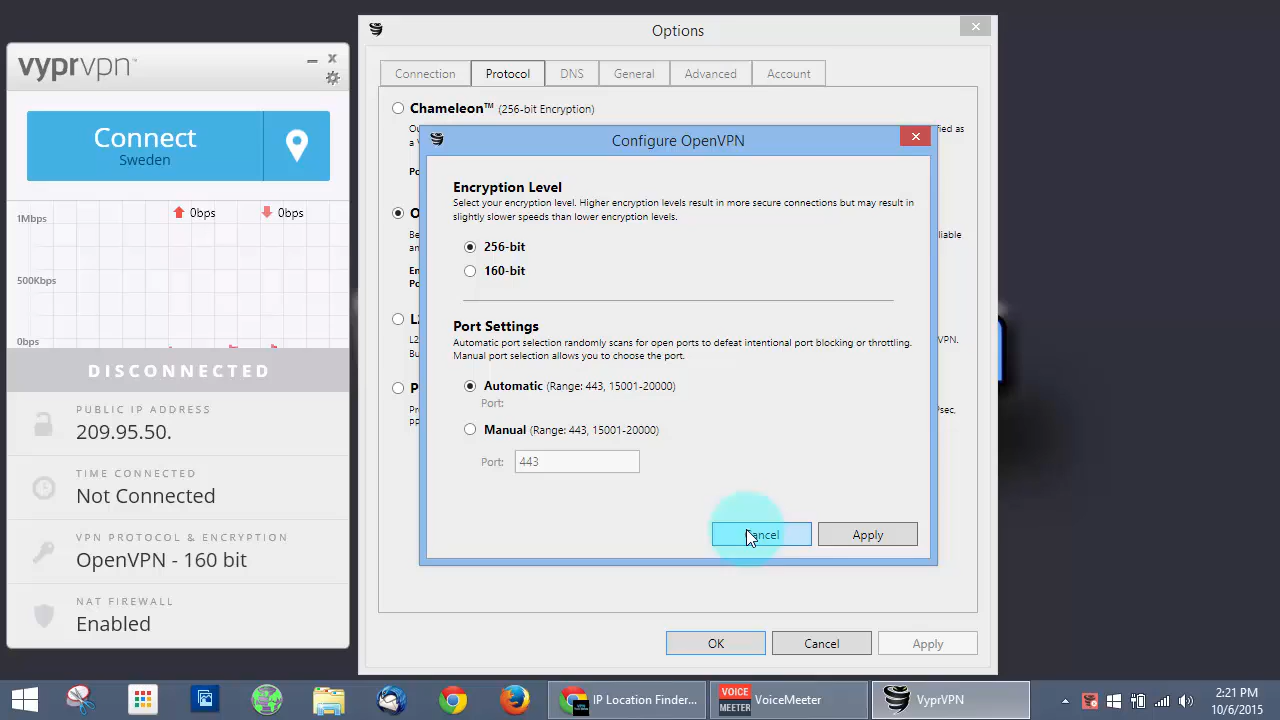 vyprvpn™
Connect
Sweden
1Mbps
0bps
0bps
500Kbps
0bps
DISCONNECTED
PUBLIC IP ADDRESS
209.95.50.
TIME CONNECTED
Not Connected
VPN PROTOCOL & ENCRYPTION
OpenVPN - 160 bit
NAT FIREWALL
Enabled
Options
Connection
Protocol
DNS
General
Advanced
Account
Chameleon™ (256-bit Encryption)
Configure OpenVPN
Encryption Level
Select your encryption level. Higher encryption levels result in more secure connections but may result in
slightly slower speeds than lower encryption levels.
256-bit
160-bit
Port Settings
Automatic port selection randomly scans for open ports to defeat intentional port blocking or throttling.
Manual port selection allows you to choose the port.
Automatic (Range: 443, 15001-20000)
Port:
Manual (Range: 443, 15001-20000)
Port: 443
Cancel
Apply
OK
Cancel
Apply
IP Location Finder...
VOICE
MEETER
VoiceMeeter
VyprVPN
2:21 PM
10/6/2015